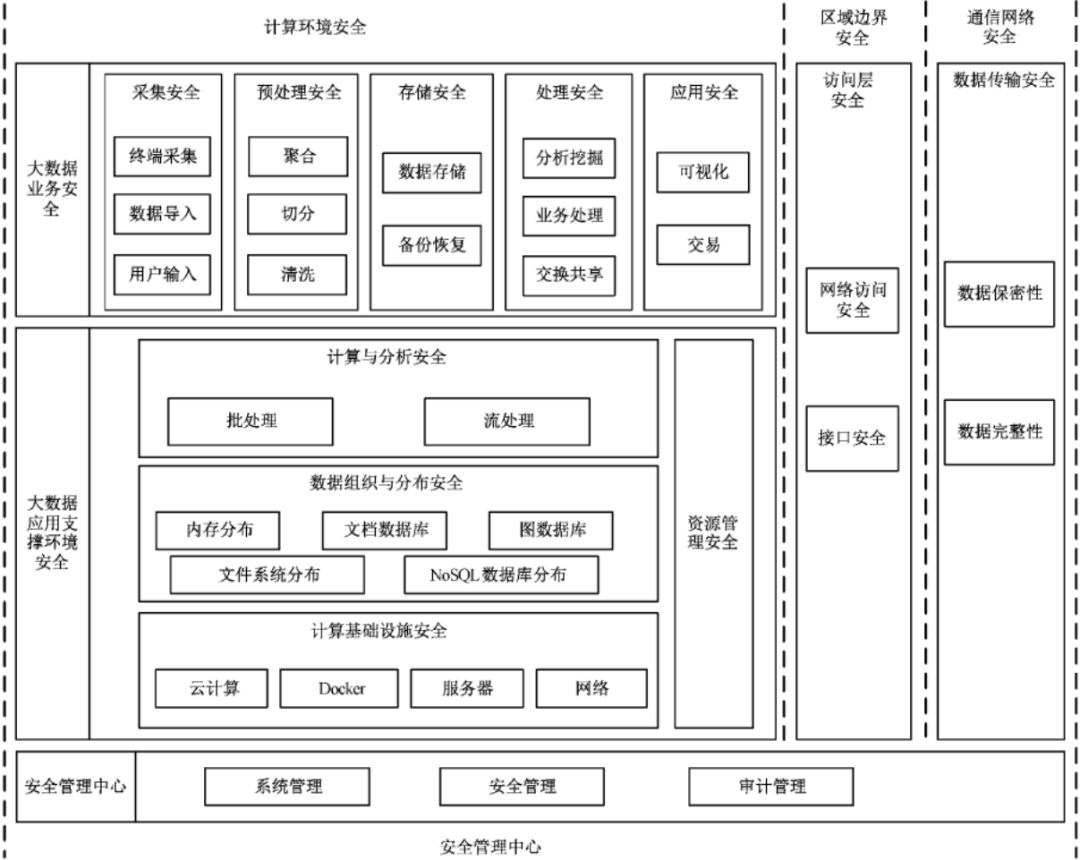 计算环境安全
区域边界
安全
通信网络
安全
大数据
业务安
全
采集安全
终端采集
数据导入
用户输入
预处理安全
聚合
切分
清洗
存储安全
数据存储
备份恢复
处理安全
分析挖掘
业务处理
交换共享
应用安全
可视化
交易
大数据
应用支
撑环境
安全
计算与分析安全
批处理
流处理
数据组织与分布安全
内存分布
文档数据库
图数据库
文件系统分布
NoSQL数据库分布
计算基础设施安全
云计算
Docker
服务器
网络
资源管
理安全
访问层
安全
网络访问
安全
接口安全
数据传输安全
数据保密性
数据完整性
安全管理中心
系统管理
安全管理
审计管理
安全管理中心